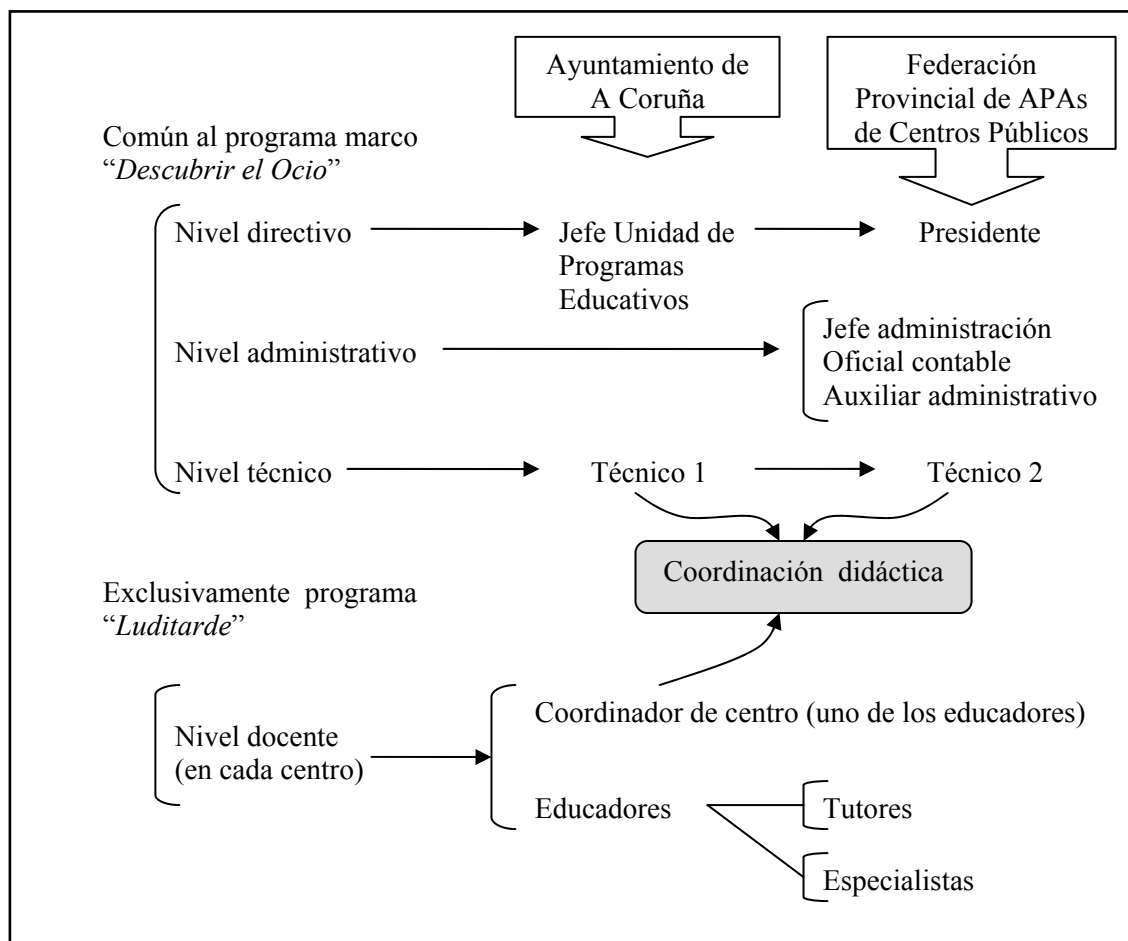 Ayuntamiento de
A Coruña
Federación
Provincial de APAs
de Centros Públicos
Común al programa marco
“Descubrir el Ocio”
Nivel directivo
Jefe Unidad de
Programas
Educativos
Presidente
Nivel administrativo
Jefe administración
Oficial contable
Auxiliar administrativo
Nivel técnico
Técnico 1
Técnico 2
Coordinación didáctica
Exclusivamente programa
“Luditarde”
Nivel docente
(en cada centro)
Coordinador de centro (uno de los educadores)
Educadores
Tutores
Especialistas